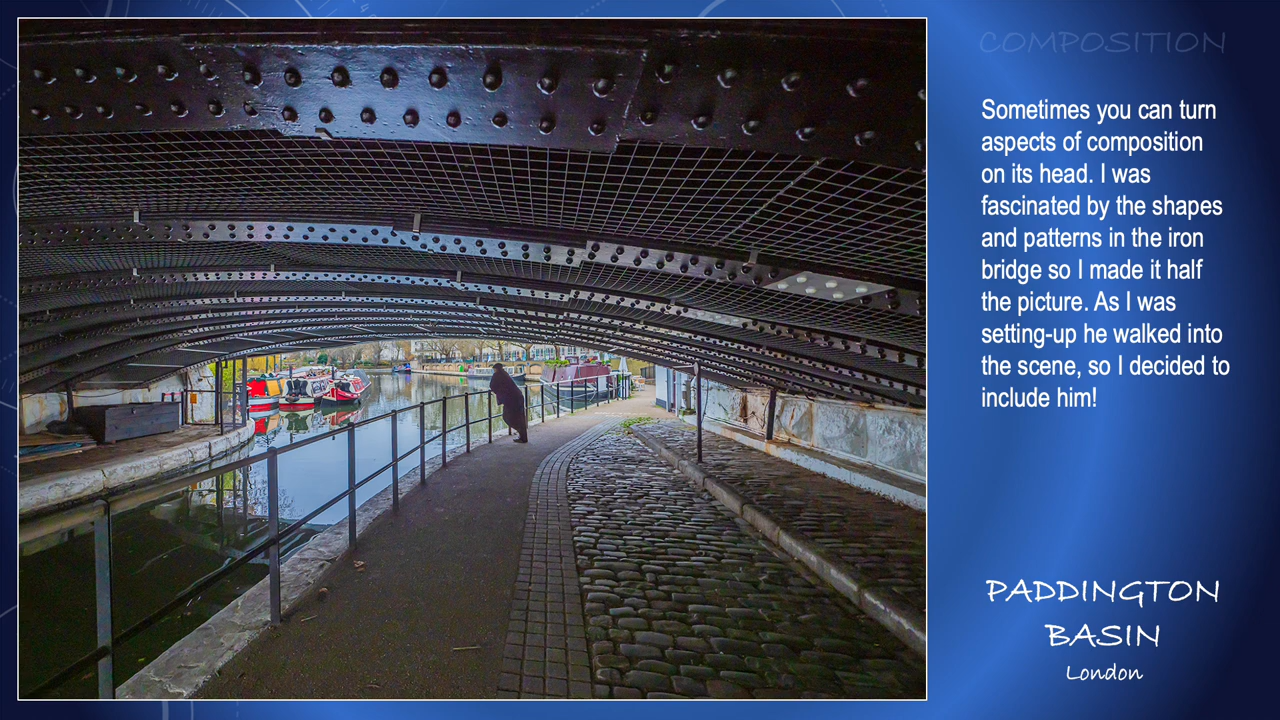 COMPOSITION
Sometimes you can turn
aspects of composition
on its head. I was
fascinated by the shapes
and patterns in the iron
bridge so I made it half
the picture. As I was
setting-up he walked into
the scene, so I decided to
include him!
PADDINGTON
BASIN
London